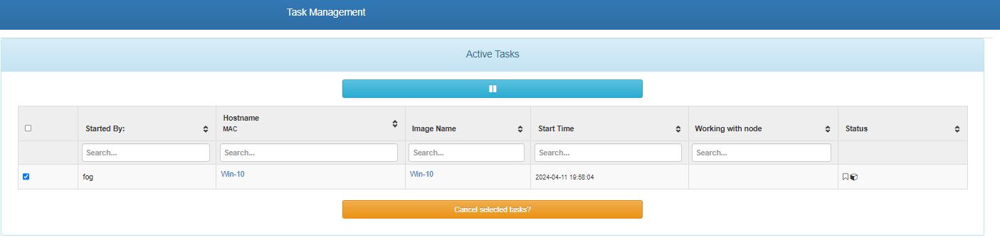 Task Management
Active Tasks
Started By:
Hostname
MAC
Image Name
Start Time
Working with node
Status
Search...
Search...
Search...
Search...
Search...
fog
Win-10
Win-10
2024-04-11 19:58:04
Cancel selected tasks?